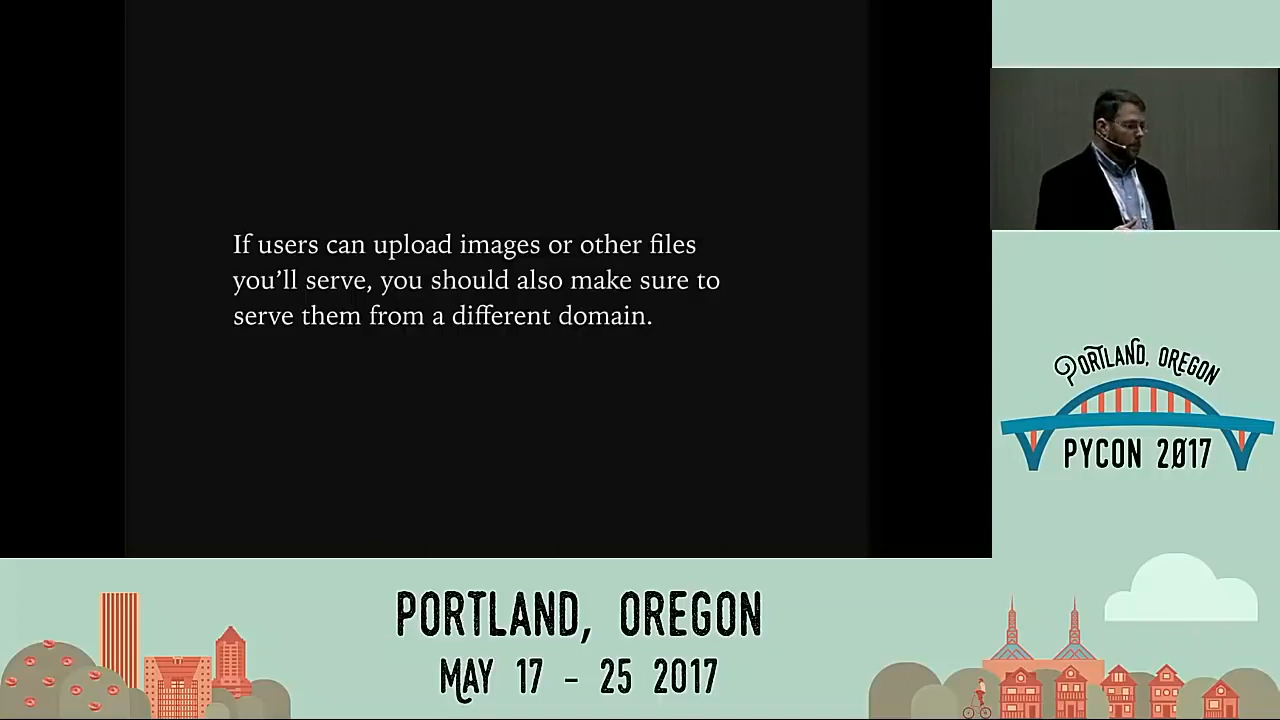 If users can upload images or other files
you’ll serve, you should also make sure to
serve them from a different domain.
PORTLAND, OREGON
PYCON 2017
PORTLAND, OREGON
MAY 17 - 25 2017